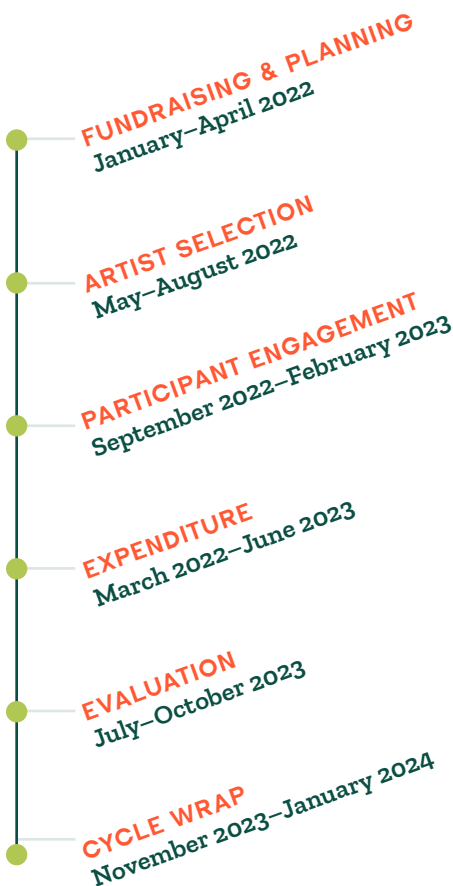 FUNDRAISING & PLANNING
January–April 2022
ARTIST SELECTION
May–August 2022
PARTICIPANT ENGAGEMENT
September 2022–February 2023
EXPENDITURE
March 2022–June 2023
EVALUATION
July–October 2023
CYCLE WRAP
November 2023–January 2024